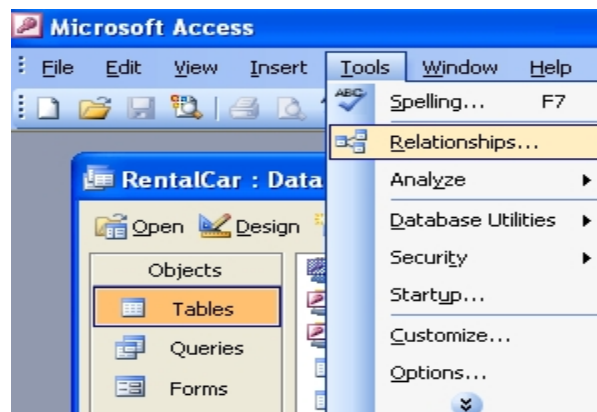 Microsoft Access
File Edit View Insert Tools Window Help
ABC Spelling... F7
Relationships...
RentalCar : Data
Analyze
Open Design
Database Utilities
Objects
Security
Tables
Startup...
Queries
Customize...
Forms
Options...